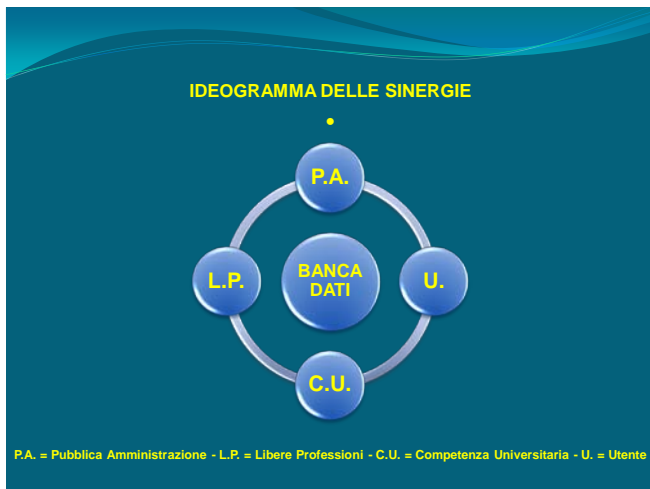 IDEOGRAMMA DELLE SINERGIE
•
P.A.
L.P.
BANCA
DATI
U.
C.U.
P.A. = Pubblica Amministrazione - L.P. = Libere Professioni - C.U. = Competenza Universitaria - U. = Utente